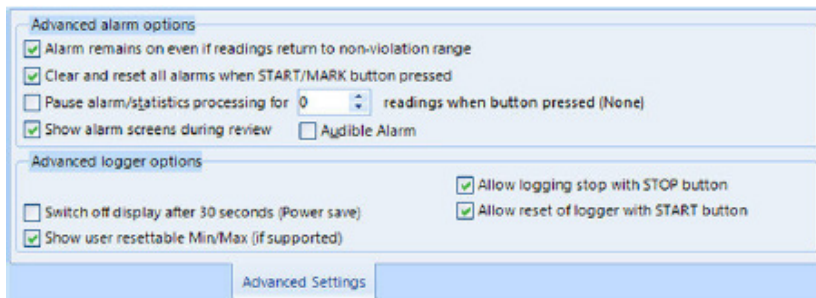 Advanced alarm options
Alarm remains on even if readings return to non-violation range
Clear and reset all alarms when START/MARK button pressed
Pause alarm/statistics processing for 0 readings when button pressed (None)
Show alarm screens during review Audible Alarm
Advanced logger options
Allow logging stop with STOP button
Switch off display after 30 seconds (Power save) Allow reset of logger with START button
Show user resettable Min/Max (if supported)
Advanced Settings